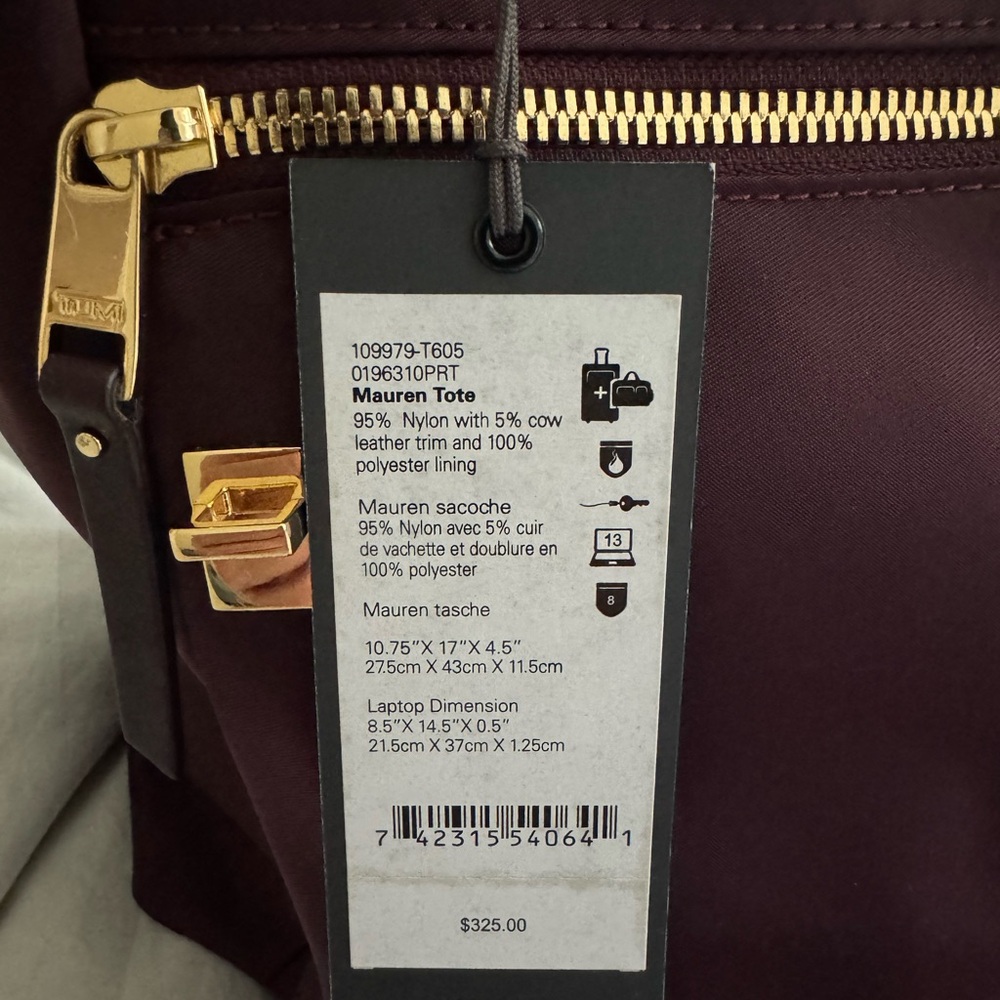 TUMI
109979-T605
0196310PRT
Mauren Tote
95% Nylon with 5% cow
leather trim and 100%
polyester lining
Mauren sacoche
95% Nylon avec 5% cuir
de vachette et doublure en
100% polyester
Mauren tasche
10.75"X 17"X 4.5"
27.5cm X 43cm X 11.5cm
Laptop Dimension
8.5"X 14.5"X 0.5"
21.5cm X 37cm X 1.25cm
13
8
7 42315 54064 1
$325.00